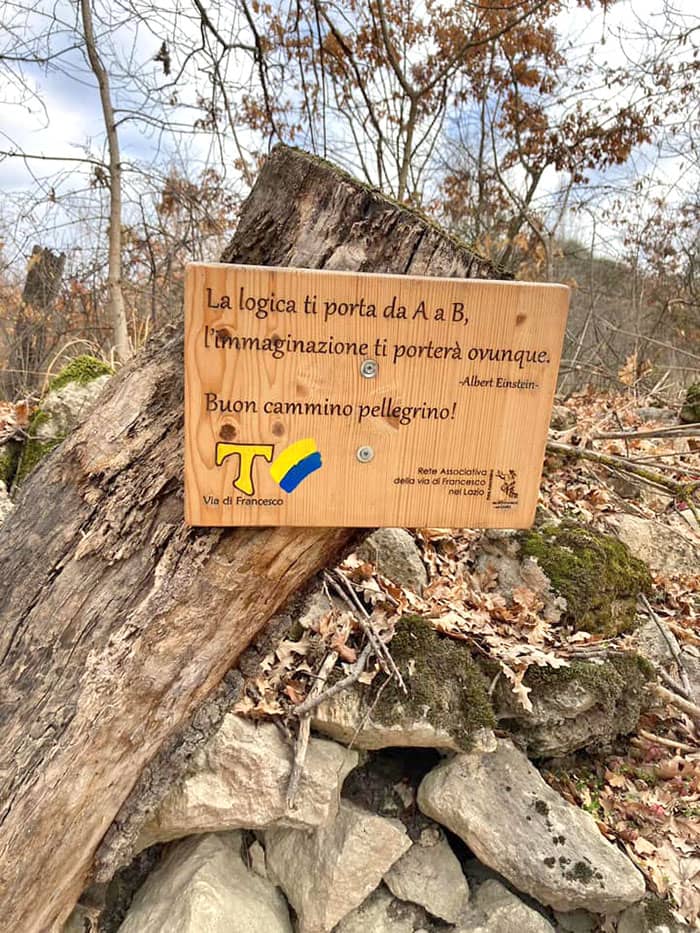 La logica ti porta da A a B,
l'immaginazione ti porterà ovunque.
-Albert Einstein-
Buon cammino pellegrino!
Via di Francesco
Rete Associativa
della via di Francesco
nel Lazio